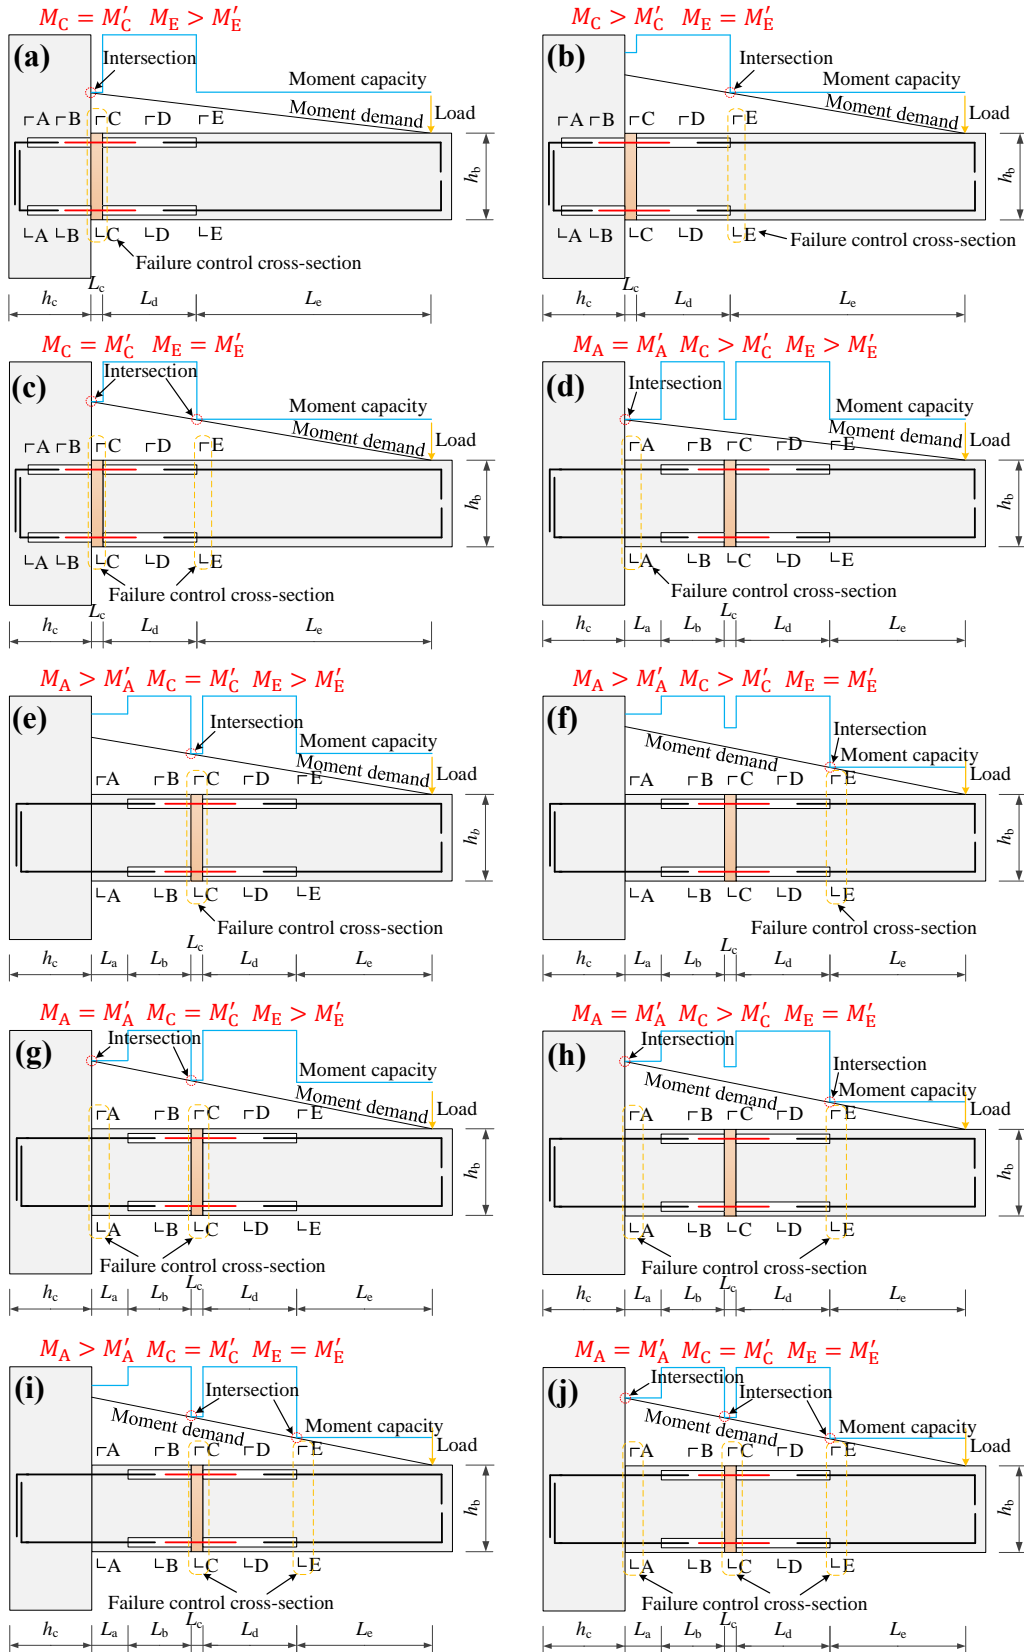 M_C = M′_C M_E > M′_E
(a)
Intersection
Moment capacity
Moment demand
Load
A B C D E
h_b
A B C D E
Failure control cross-section
L_c
h_c L_d L_e
M_C > M′_C M_E = M′_E
(b)
Intersection
Moment capacity
Moment demand
Load
A B C D E
h_b
A B C D E
Failure control cross-section
L_c
h_c L_d L_e
M_C = M′_C M_E = M′_E
(c)
Intersection
Moment capacity
Moment demand
Load
A B C D E
h_b
A B C D E
Failure control cross-section
L_c
h_c L_d L_e
M_A = M′_A M_C > M′_C M_E > M′_E
(d)
Intersection
Moment capacity
Moment demand
Load
A B C D E
h_b
A B C D E
Failure control cross-section
L_c
h_c L_a L_b L_d L_e
M_A > M′_A M_C = M′_C M_E > M′_E
(e)
Intersection
Moment capacity
Moment demand
Load
A B C D E
h_b
A B C D E
Failure control cross-section
L_c
h_c L_a L_b L_d L_e
M_A > M′_A M_C > M′_C M_E = M′_E
(f)
Intersection
Moment demand
Moment capacity
Load
A B C D E
h_b
A B C D E
Failure control cross-section
L_c
h_c L_a L_b L_d L_e
M_A = M′_A M_C = M′_C M_E > M′_E
(g)
Intersection
Moment capacity
Moment demand
Load
A B C D E
h_b
A B C D E
Failure control cross-section
L_c
h_c L_a L_b L_d L_e
M_A = M′_A M_C > M′_C M_E = M′_E
(h)
Intersection
Intersection
Moment demand
Moment capacity
Load
A B C D E
h_b
A B C D E
Failure control cross-section
L_c
h_c L_a L_b L_d L_e
M_A > M′_A M_C = M′_C M_E = M′_E
(i)
Intersection
Moment demand
Moment capacity
Load
A B C D E
h_b
A B C D E
Failure control cross-section
L_c
h_c L_a L_b L_d L_e
M_A = M′_A M_C = M′_C M_E = M′_E
(j)
Intersection
Intersection
Moment demand
Moment capacity
Load
A B C D E
h_b
A B C D E
Failure control cross-section
L_c
h_c L_a L_b L_d L_e